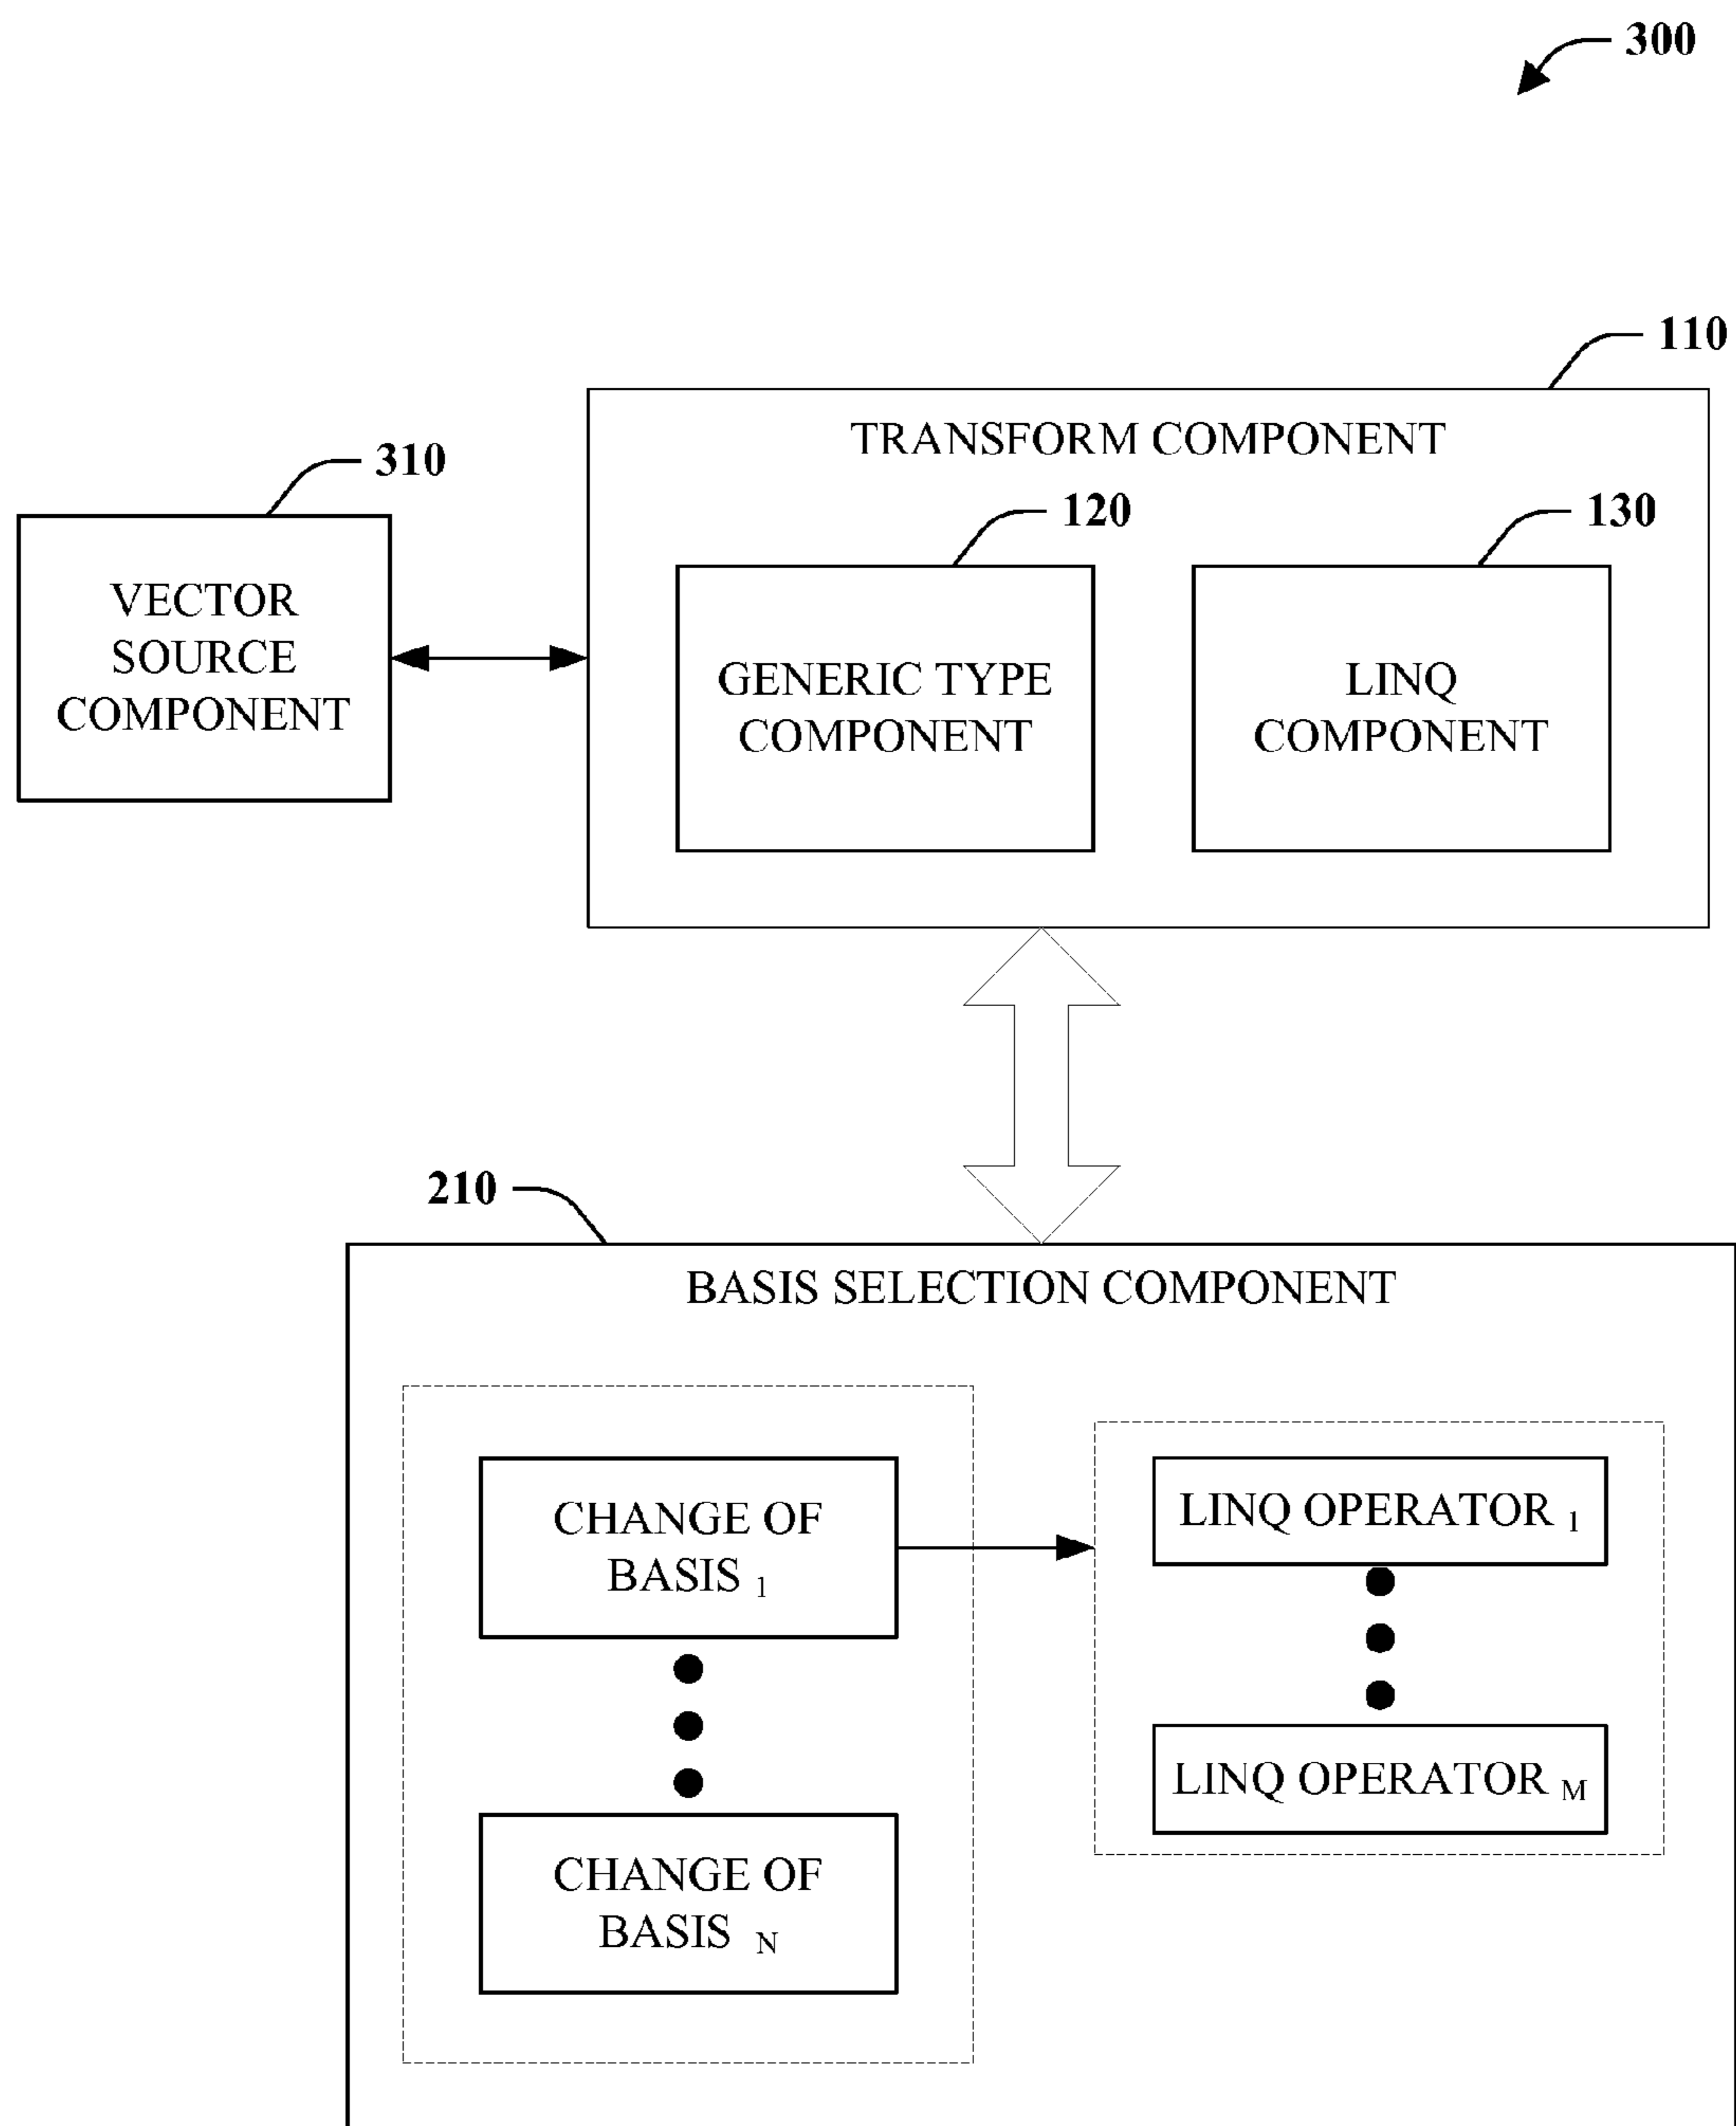 300
110
TRANSFORM COMPONENT
310
120
130
VECTOR
SOURCE
COMPONENT
GENERIC TYPE
COMPONENT
LINQ
COMPONENT
210
BASIS SELECTION COMPONENT
CHANGE OF
BASIS 1
LINQ OPERATOR 1
LINQ OPERATOR M
CHANGE OF
BASIS N